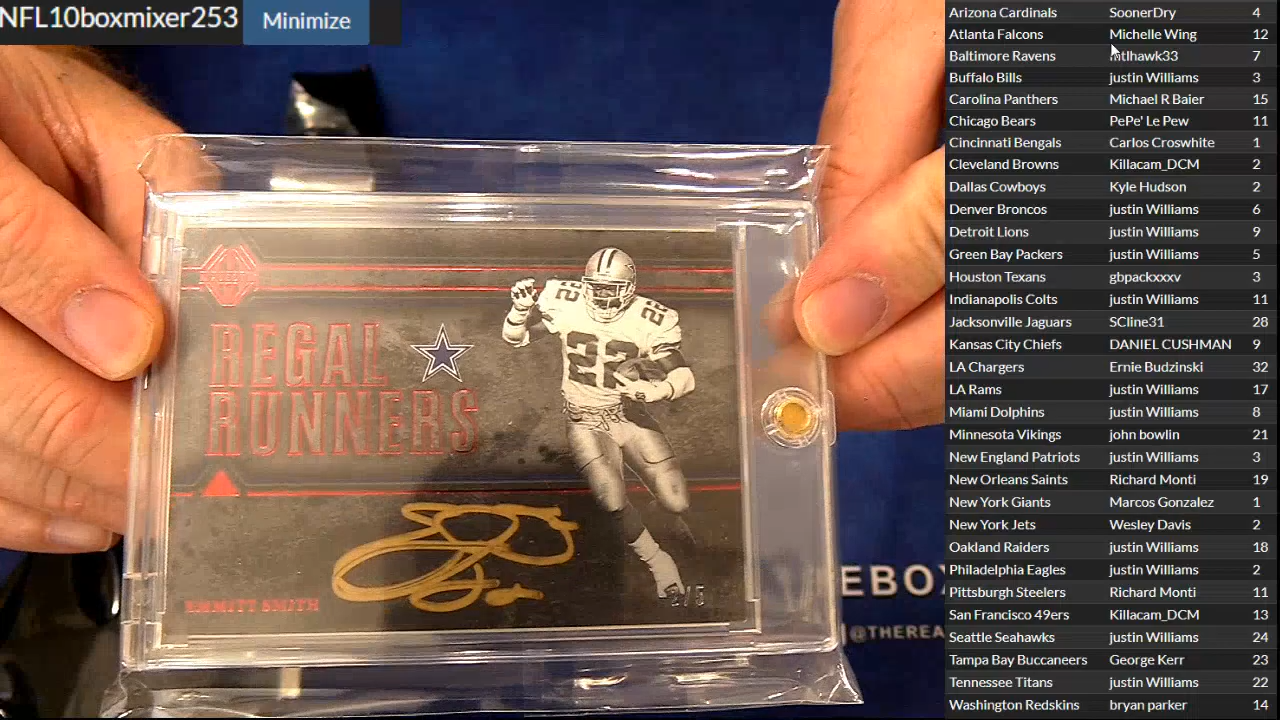 NFL10boxmixer253
Minimize
REGAL
RUNNERS
22
22
22
EMMITT SMITH
EBO
@THEREA
Arizona Cardinals SoonerDry 4
Atlanta Falcons Michelle Wing 12
Baltimore Ravens mtlhawk33 7
Buffalo Bills justin Williams 3
Carolina Panthers Michael R Baier 15
Chicago Bears PePe' Le Pew 11
Cincinnati Bengals Carlos Croswhite 1
Cleveland Browns Killacam_DCM 2
Dallas Cowboys Kyle Hudson 2
Denver Broncos justin Williams 6
Detroit Lions justin Williams 9
Green Bay Packers justin Williams 5
Houston Texans gbpackxxxv 3
Indianapolis Colts justin Williams 11
Jacksonville Jaguars SCline31 28
Kansas City Chiefs DANIEL CUSHMAN 9
LA Chargers Ernie Budzinski 32
LA Rams justin Williams 17
Miami Dolphins justin Williams 8
Minnesota Vikings john bowlin 21
New England Patriots justin Williams 3
New Orleans Saints Richard Monti 19
New York Giants Marcos Gonzalez 1
New York Jets Wesley Davis 2
Oakland Raiders justin Williams 18
Philadelphia Eagles justin Williams 2
Pittsburgh Steelers Richard Monti 11
San Francisco 49ers Killacam_DCM 13
Seattle Seahawks justin Williams 24
Tampa Bay Buccaneers George Kerr 23
Tennessee Titans justin Williams 22
Washington Redskins bryan parker 14